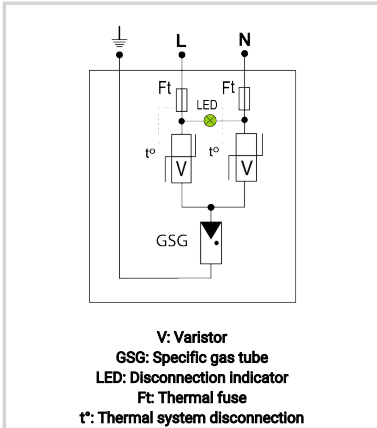 L N
Ft Ft
LED
t° t°
V V
GSG
V: Varistor
GSG: Specific gas tube
LED: Disconnection indicator
Ft: Thermal fuse
t°: Thermal system disconnection